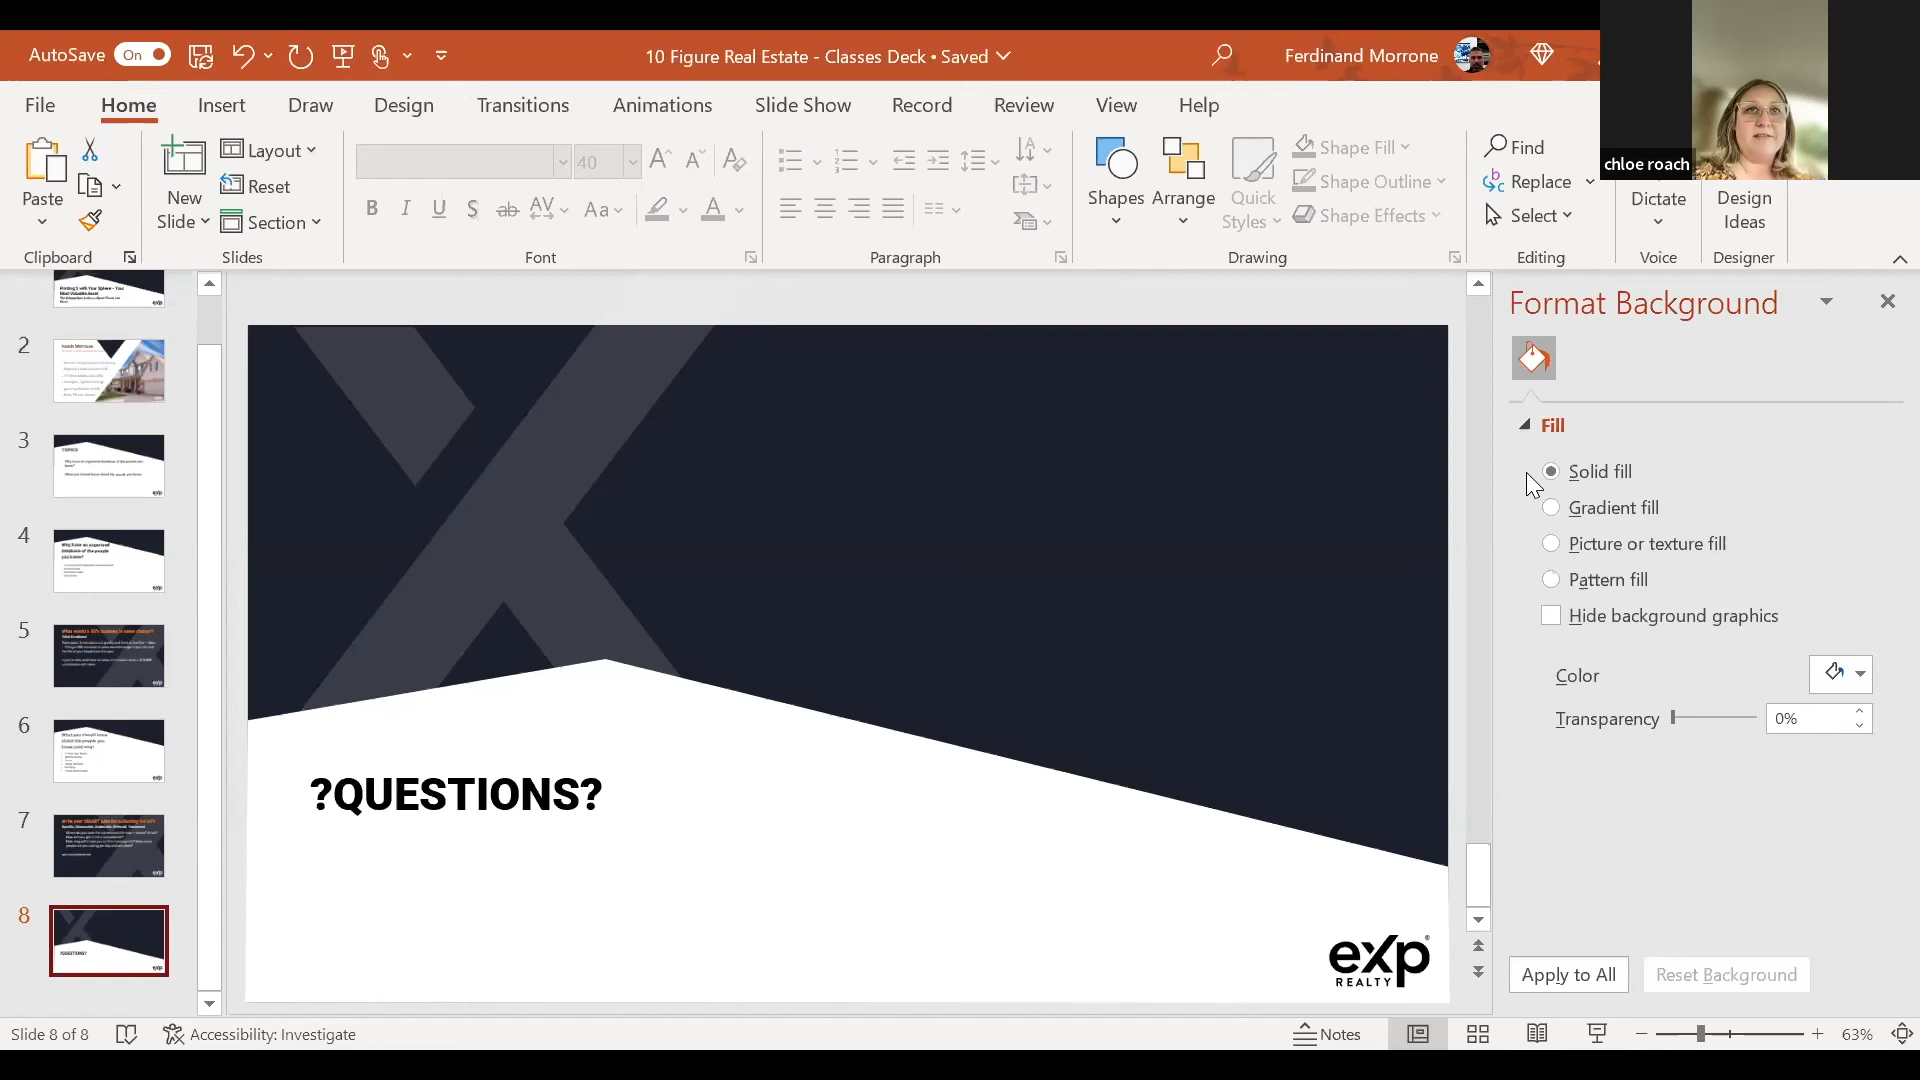 AutoSave On
10 Figure Real Estate - Classes Deck • Saved
Ferdinand Morrone
File Home Insert Draw Design Transitions Animations Slide Show Record Review View Help
Paste
Clipboard
New
Slide
Layout
Reset
Section
Slides
40
B I U S ab AV Aa A
Font
Paragraph
Shapes
Arrange
Quick
Styles
Shape Fill
Shape Outline
Shape Effects
Drawing
Find
Replace
Select
Editing
Dictate
Voice
Design
Ideas
Designer
chloe roach
2
3
4
5
6
7
8
?QUESTIONS?
eXp
REALTY
Format Background
Fill
Solid fill
Gradient fill
Picture or texture fill
Pattern fill
Hide background graphics
Color
Transparency 0%
Apply to All
Reset Background
Slide 8 of 8
Accessibility: Investigate
Notes
63%